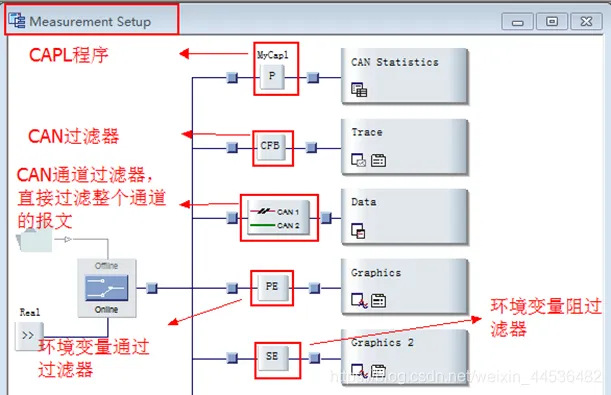 Measurement Setup
CAPL程序
MyCapl
P
CAN Statistics
CAN过滤器
CFB
Trace
CAN通道过滤器，
直接过滤整个通道
的报文
CAN 1
CAN 2
Data
Offline
Online
PE
Graphics
Real
>>
环境变量通过
过滤器
环境变量阻过
滤器
SE
Graphics 2
http://blog.csdn.net/weixin_44536482